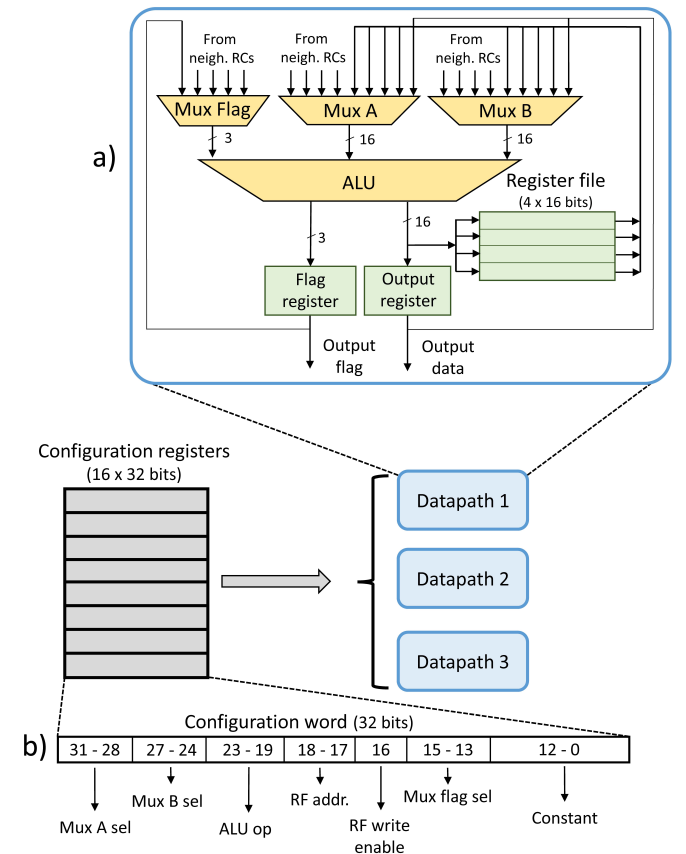 From
neigh. RCs
From
neigh. RCs
From
neigh. RCs
Mux Flag
Mux A
Mux B
3
16
16
a)
ALU
Register file
(4 x 16 bits)
3
16
Flag
register
Output
register
Output
flag
Output
data
Configuration registers
(16 x 32 bits)
Datapath 1
Datapath 2
Datapath 3
Configuration word (32 bits)
b)
31 - 28
27 - 24
23 - 19
18 - 17
16
15 - 13
12 - 0
Mux A sel
Mux B sel
ALU op
RF addr.
RF write
enable
Mux flag sel
Constant